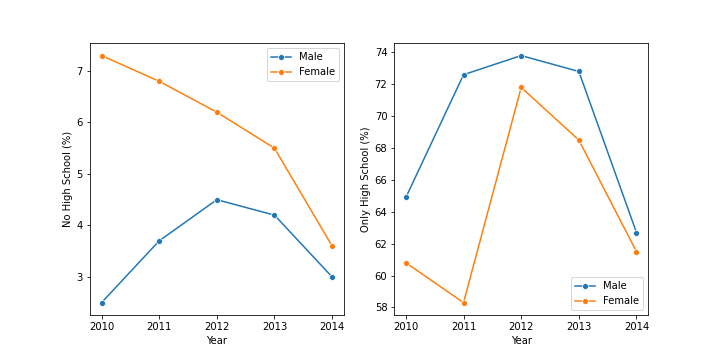 No High School (%)
7
6
5
4
3
Male
Female
2010 2011 2012 2013 2014
Year
Only High School (%)
74
72
70
68
66
64
62
60
58
Male
Female
2010 2011 2012 2013 2014
Year